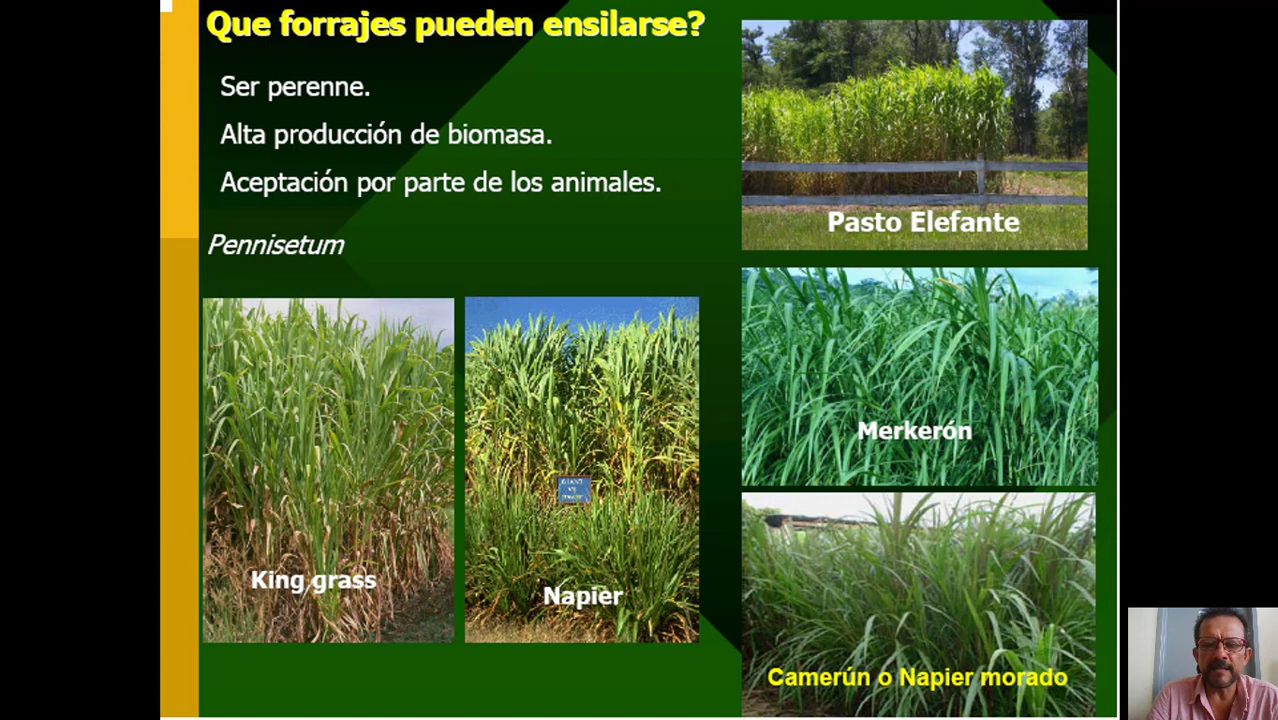 Que forrajes pueden ensilarse?
Ser perenne.
Alta producción de biomasa.
Aceptación por parte de los animales.
Pennisetum
Pasto Elefante
Merkerón
King grass
Napier
Camerún o Napier morado